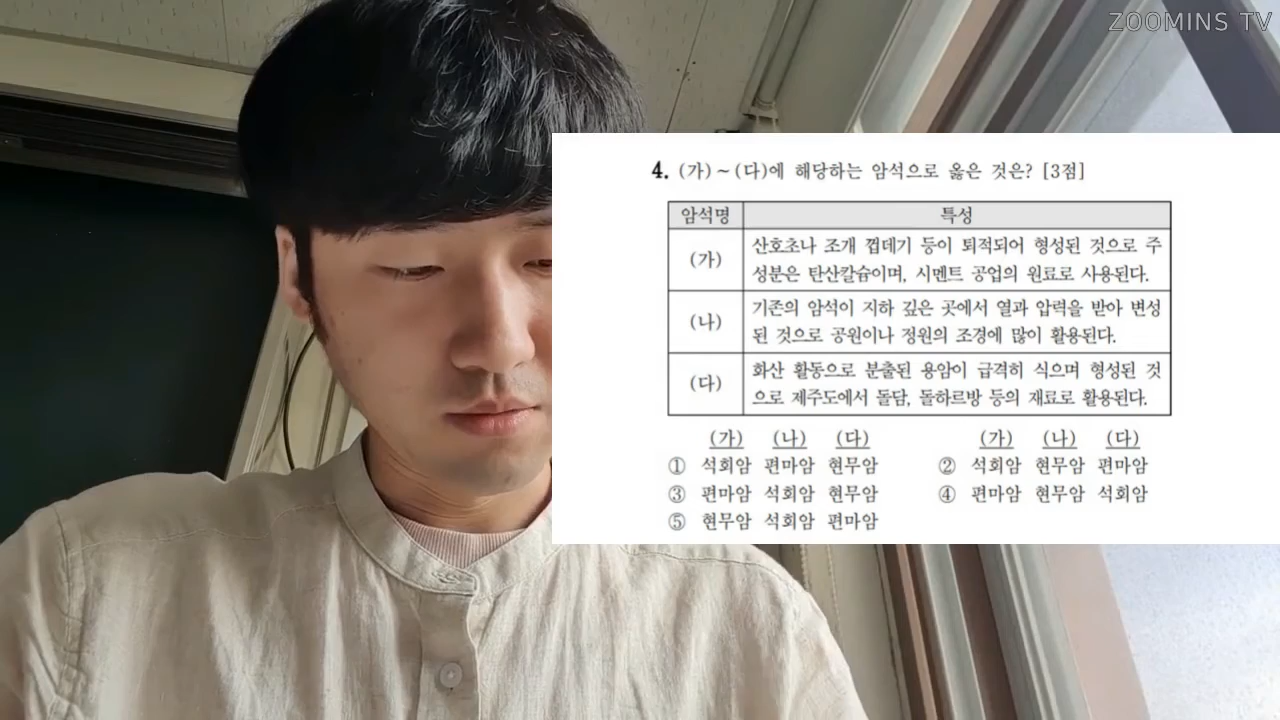 ZOOMINS TV
4. (가)~(다)에 해당하는 암석으로 옳은 것은? [3점]
암석명 특성
(가) 산호초나 조개 껍데기 등이 퇴적되어 형성된 것으로 주
성분은 탄산칼슘이며, 시멘트 공업의 원료로 사용된다.
(나) 기존의 암석이 지하 깊은 곳에서 열과 압력을 받아 변성
된 것으로 공원이나 정원의 조경에 많이 활용된다.
(다) 화산 활동으로 분출된 용암이 급격히 식으며 형성된 것
으로 제주도에서 돌담, 돌하르방 등의 재료로 활용된다.
(가) (나) (다) (가) (나) (다)
① 석회암 편마암 현무암 ② 석회암 현무암 편마암
③ 편마암 석회암 현무암 ④ 편마암 현무암 석회암
⑤ 현무암 석회암 편마암